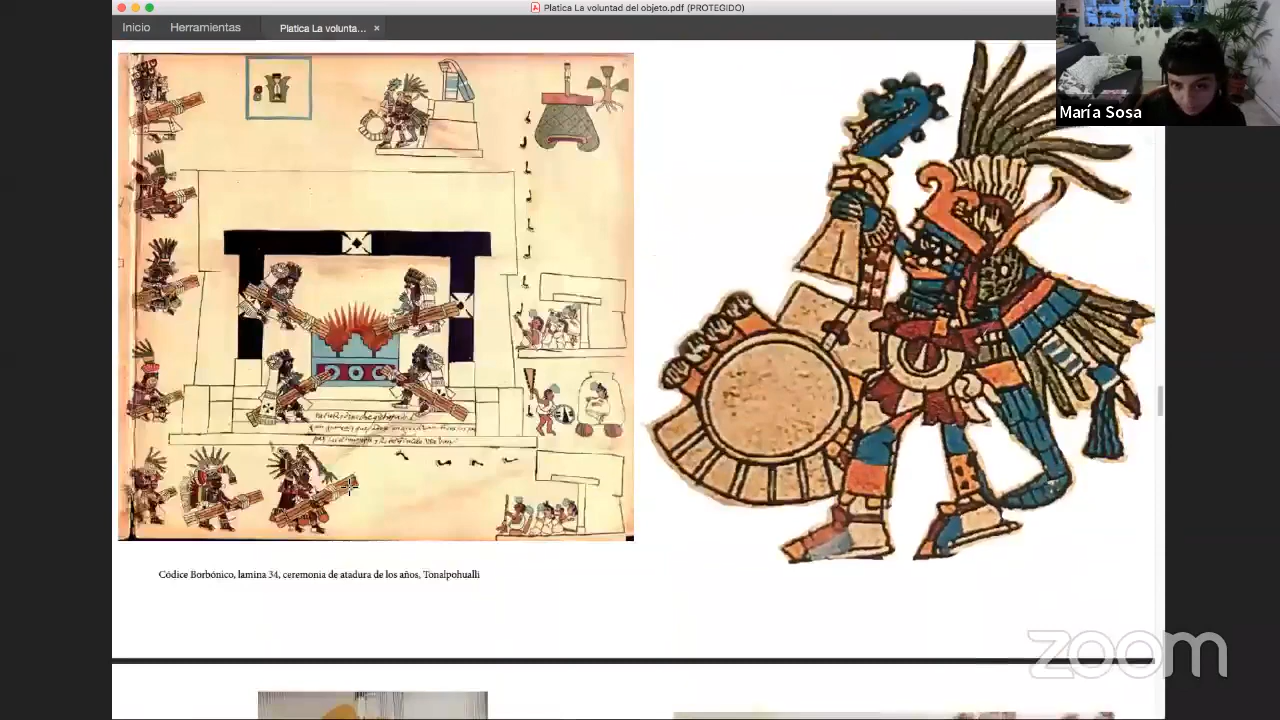 Platica La voluntad del objeto.pdf (PROTEGIDO)
Inicio
Herramientas
Platica La volunta... ×
María Sosa
Códice Borbónico, lamina 34, ceremonia de atadura de los años, Tonalpohualli
zoom